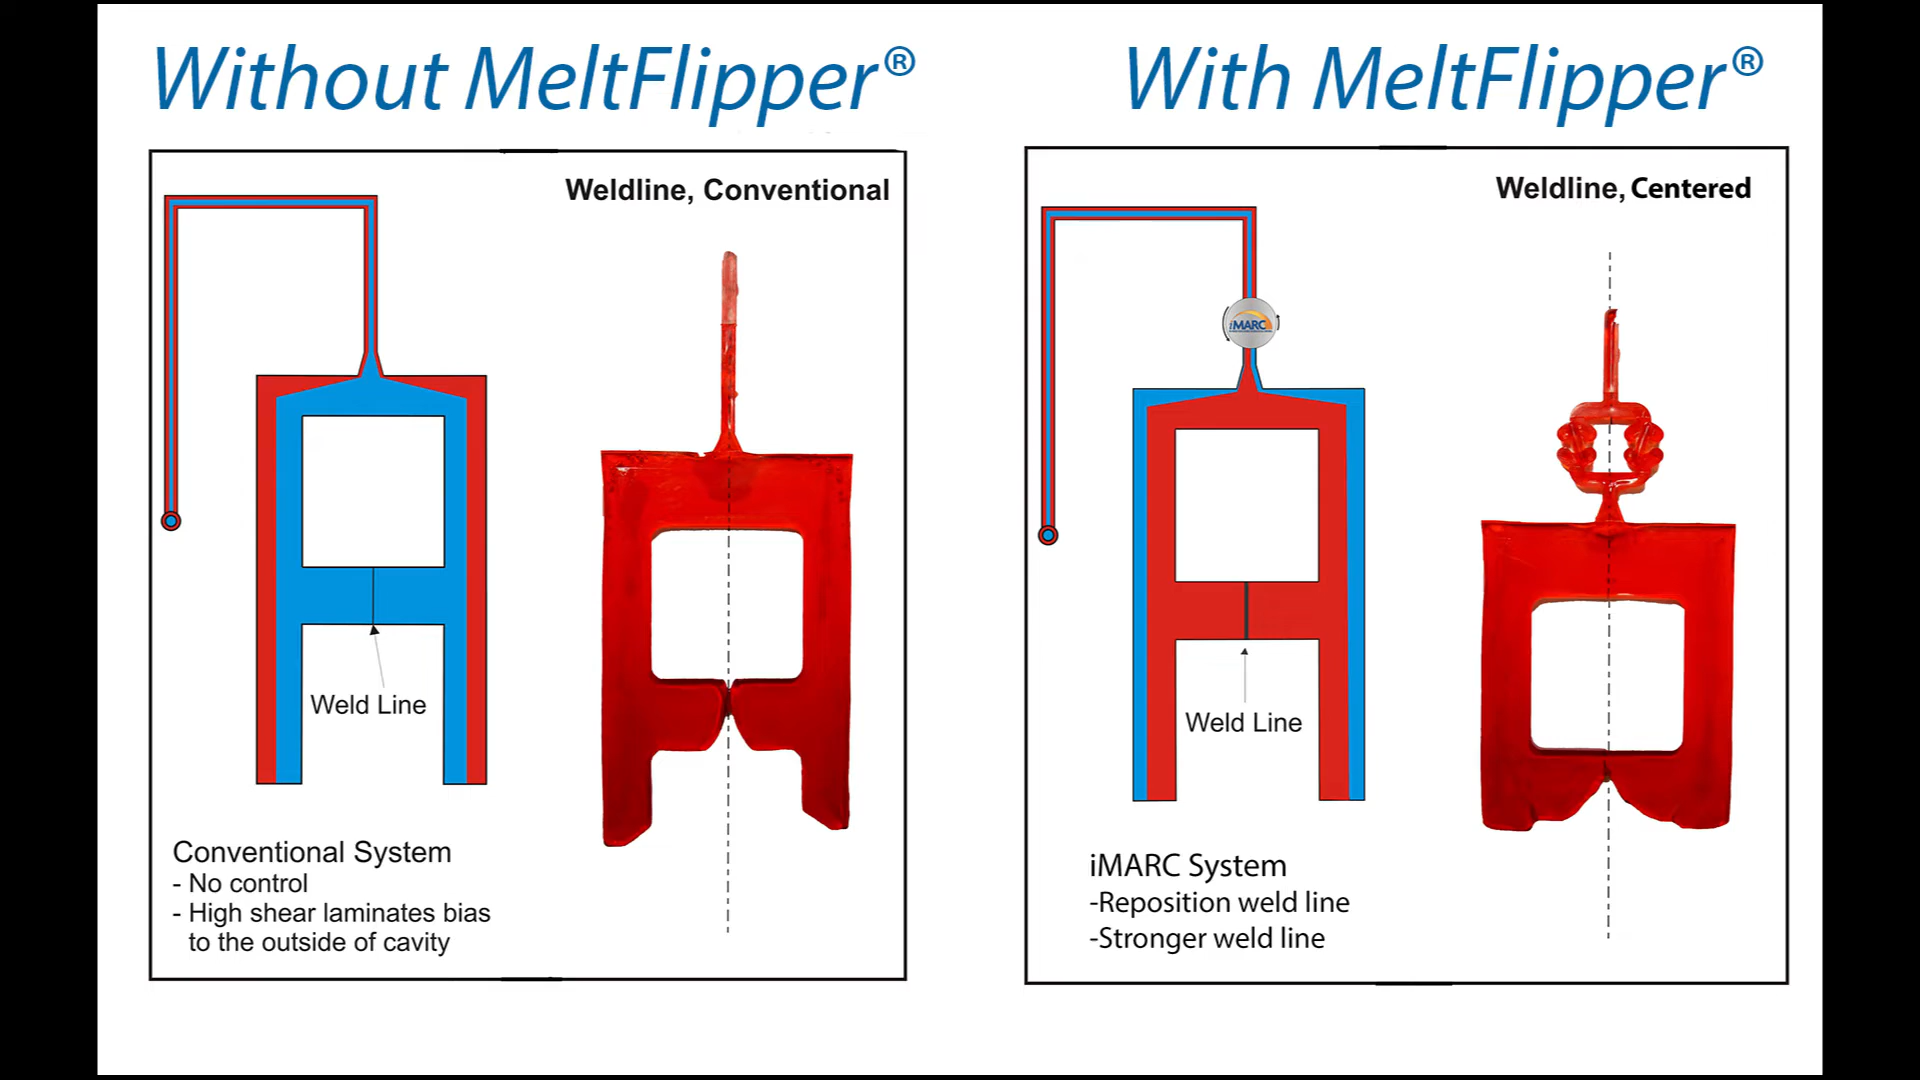 Without MeltFlipper®
With MeltFlipper®
Weldline, Conventional
Weld Line
Conventional System
- No control
- High shear laminates bias
to the outside of cavity
Weldline, Centered
iMARC
Weld Line
iMARC System
-Reposition weld line
-Stronger weld line